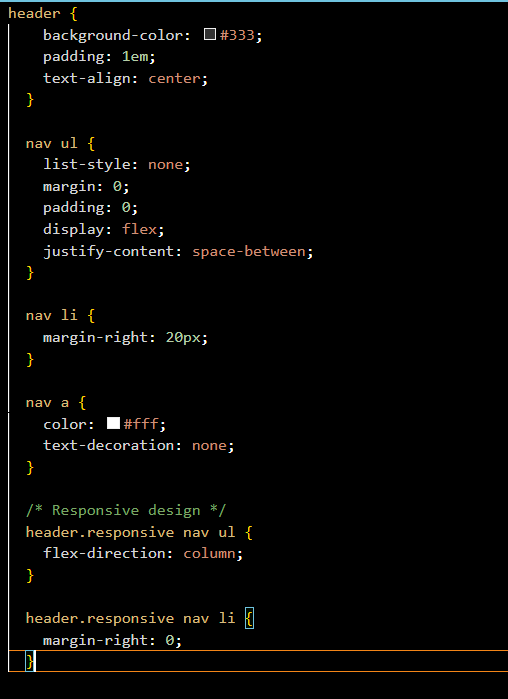 header {
    background-color: #333;
    padding: 1em;
    text-align: center;
  }

  nav ul {
    list-style: none;
    margin: 0;
    padding: 0;
    display: flex;
    justify-content: space-between;
  }

  nav li {
    margin-right: 20px;
  }

  nav a {
    color: #fff;
    text-decoration: none;
  }

  /* Responsive design */
  header.responsive nav ul {
    flex-direction: column;
  }

  header.responsive nav li {
    margin-right: 0;
  }